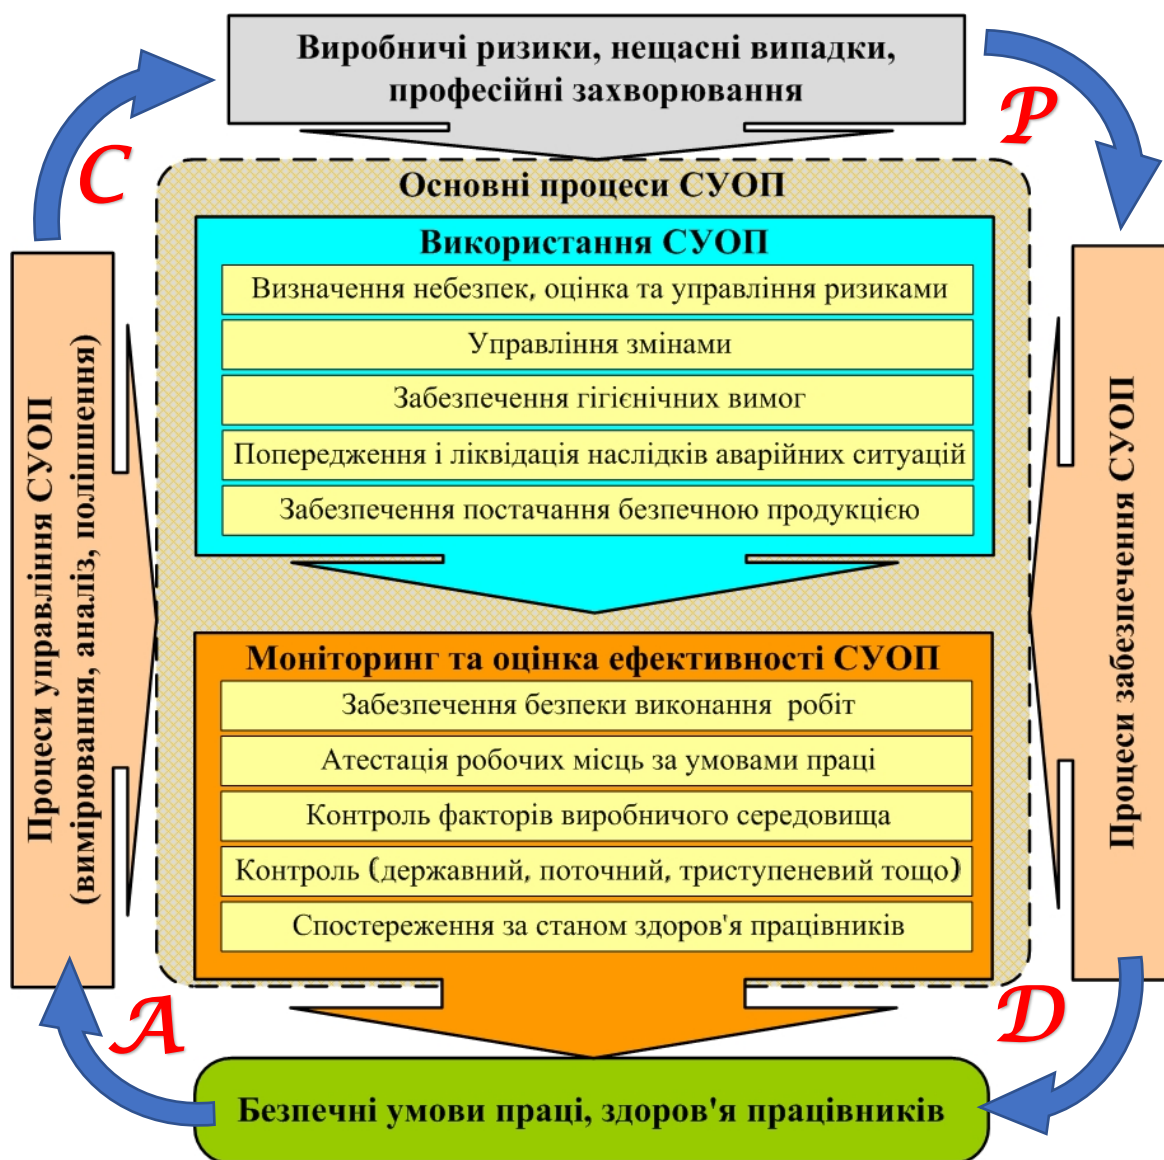 Виробничі ризики, нещасні випадки,
професійні захворювання
C
P
Основні процеси СУОП
Використання СУОП
Визначення небезпек, оцінка та управління ризиками
Управління змінами
Забезпечення гігієнічних вимог
Попередження і ліквідація наслідків аварійних ситуацій
Забезпечення постачання безпечною продукцією
Процеси управління СУОП
(вимірювання, аналіз, поліпшення)
Процеси забезпечення СУОП
Моніторинг та оцінка ефективності СУОП
Забезпечення безпеки виконання робіт
Атестація робочих місць за умовами праці
Контроль факторів виробничого середовища
Контроль (державний, поточний, триступеневий тощо)
Спостереження за станом здоров'я працівників
A
D
Безпечні умови праці, здоров'я працівників